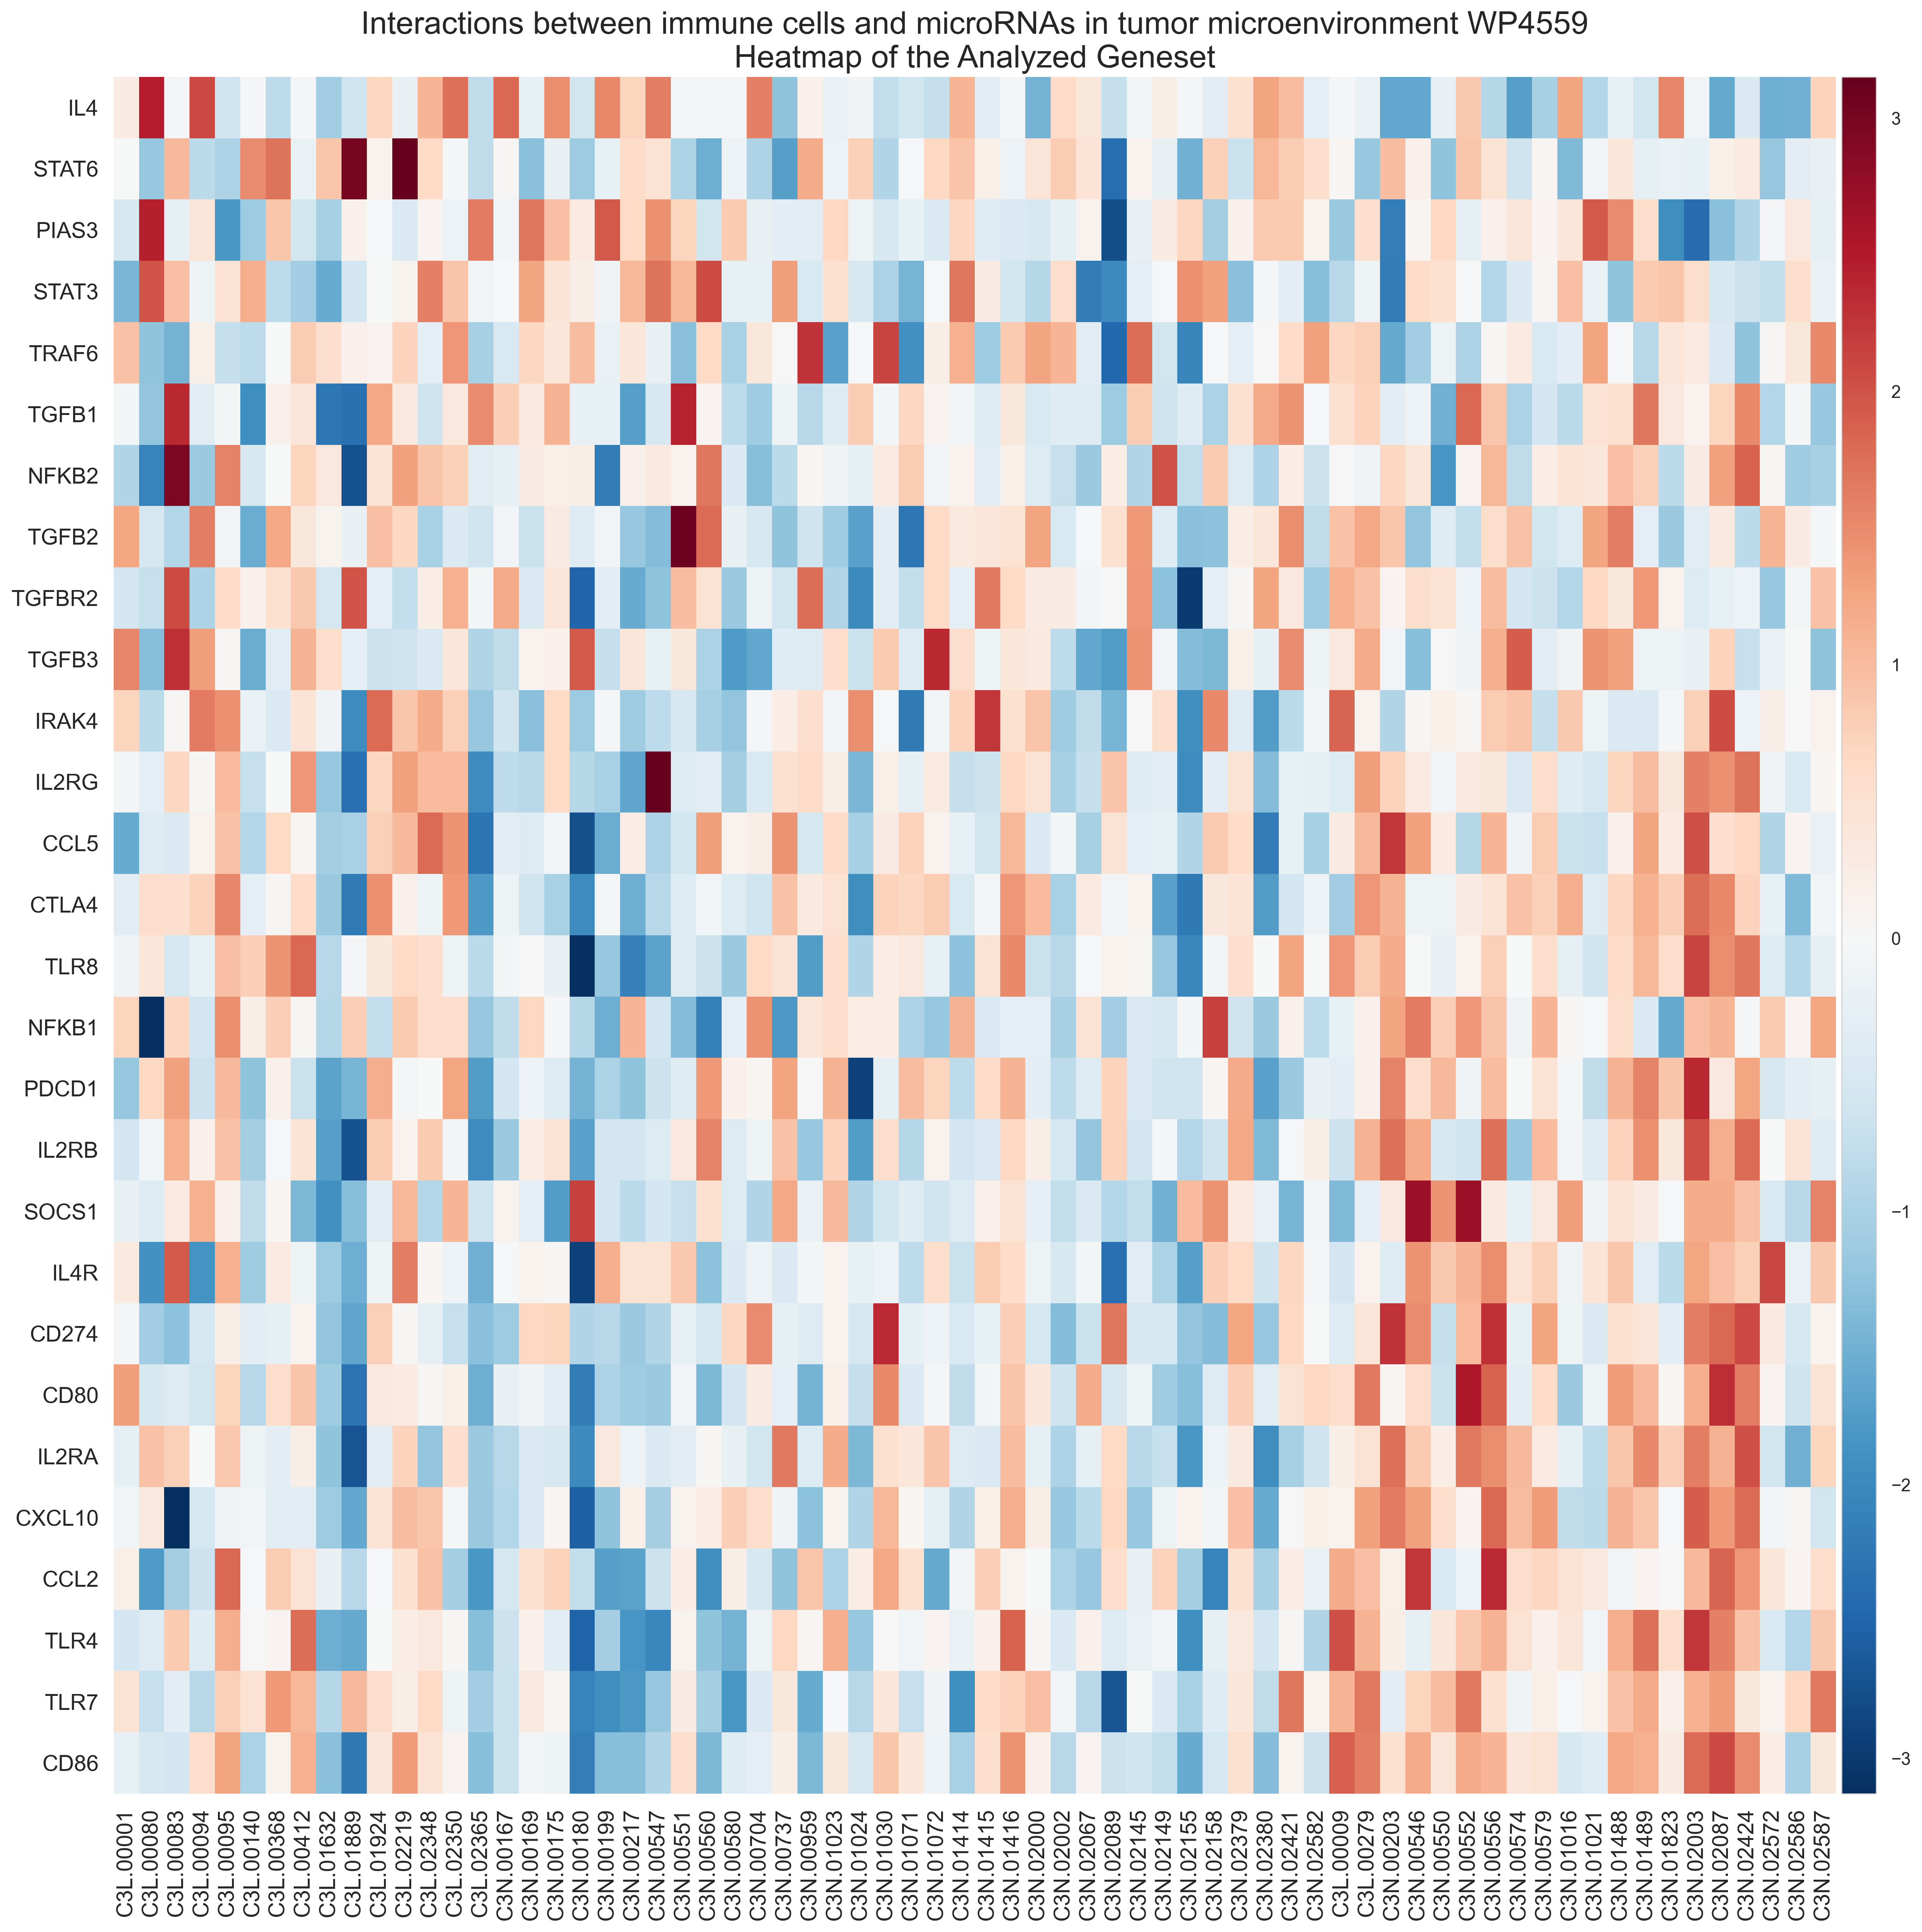 Interactions between immune cells and microRNAs in tumor microenvironment WP4559
Heatmap of the Analyzed Geneset
IL4
STAT6
PIAS3
STAT3
TRAF6
TGFB1
NFKB2
TGFB2
TGFBR2
TGFB3
IRAK4
IL2RG
CCL5
CTLA4
TLR8
NFKB1
PDCD1
IL2RB
SOCS1
IL4R
CD274
CD80
IL2RA
CXCL10
CCL2
TLR4
TLR7
CD86
3
2
1
0
−1
−2
−3
C3L.00001
C3L.00080
C3L.00083
C3L.00094
C3L.00095
C3L.00140
C3L.00368
C3L.00412
C3L.01632
C3L.01889
C3L.01924
C3L.02219
C3L.02348
C3L.02350
C3L.02365
C3N.00167
C3N.00169
C3N.00175
C3N.00180
C3N.00199
C3N.00217
C3N.00547
C3N.00551
C3N.00560
C3N.00580
C3N.00704
C3N.00737
C3N.00959
C3N.01023
C3N.01024
C3N.01030
C3N.01071
C3N.01072
C3N.01414
C3N.01415
C3N.01416
C3N.02000
C3N.02002
C3N.02067
C3N.02089
C3N.02145
C3N.02149
C3N.02155
C3N.02158
C3N.02379
C3N.02380
C3N.02421
C3N.02582
C3L.00009
C3L.00279
C3N.00203
C3N.00546
C3N.00550
C3N.00552
C3N.00556
C3N.00574
C3N.00579
C3N.01016
C3N.01021
C3N.01488
C3N.01489
C3N.01823
C3N.02003
C3N.02087
C3N.02424
C3N.02572
C3N.02586
C3N.02587